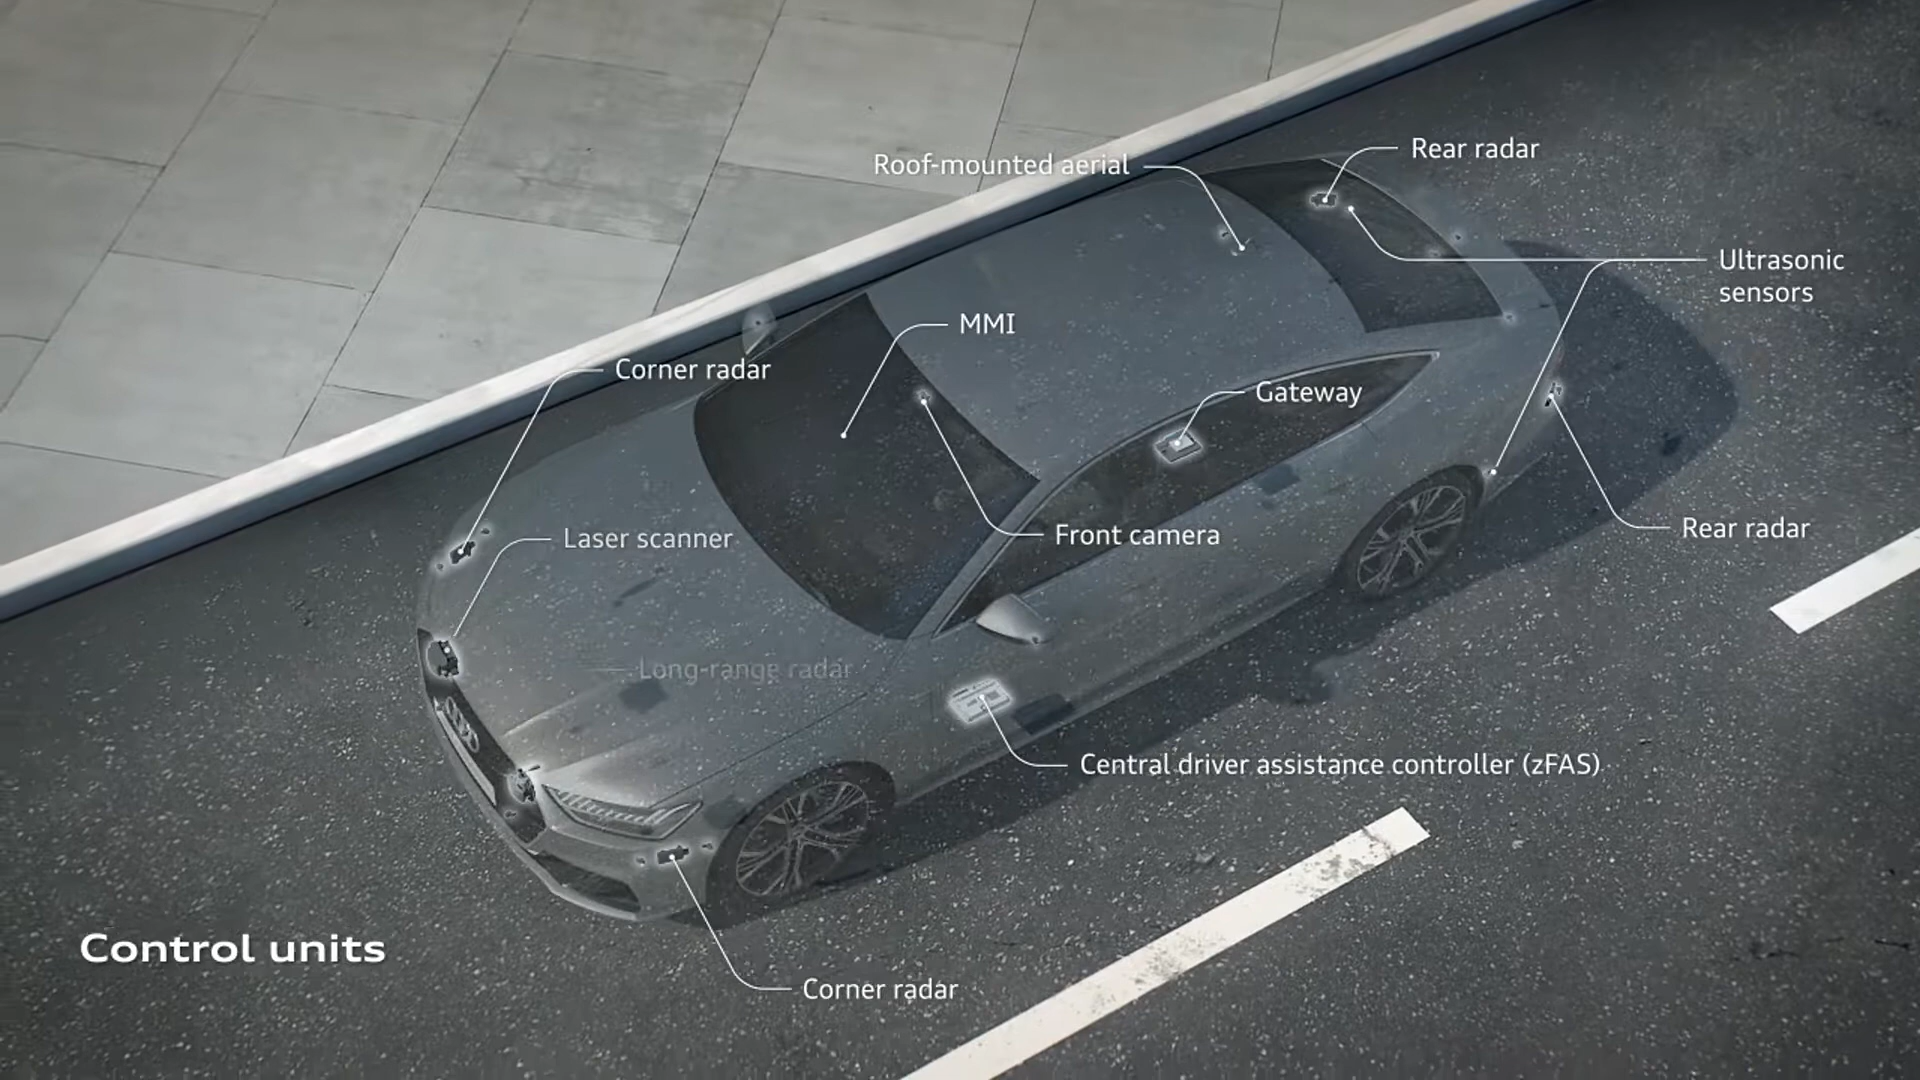 Rear radar
Roof-mounted aerial
Ultrasonic
sensors
MMI
Corner radar
Gateway
Rear radar
Front camera
Laser scanner
Long-range radar
Central driver assistance controller (zFAS)
Control units
Corner radar